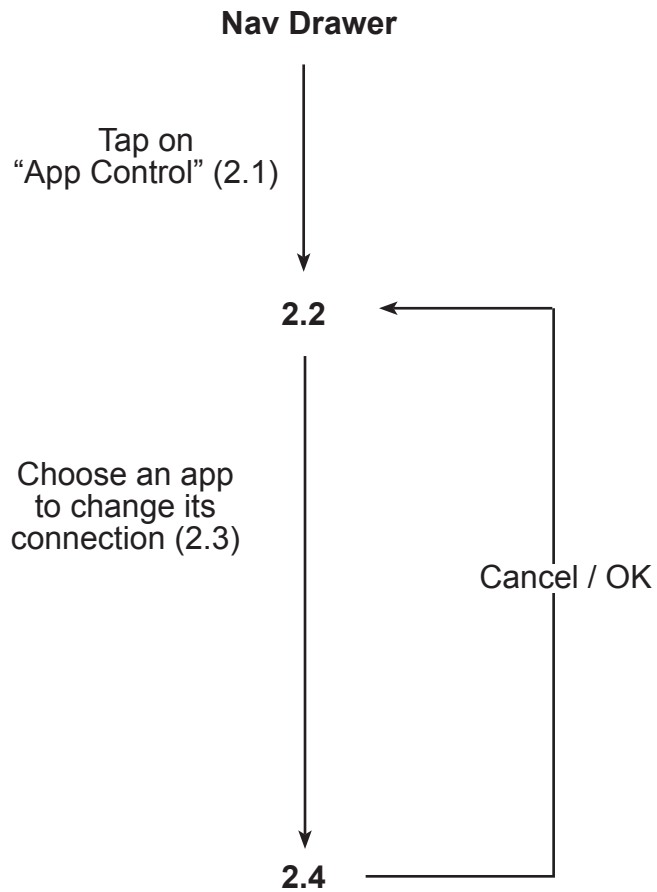 Nav Drawer
Tap on
“App Control” (2.1)
2.2
Choose an app
to change its
connection (2.3)
Cancel / OK
2.4